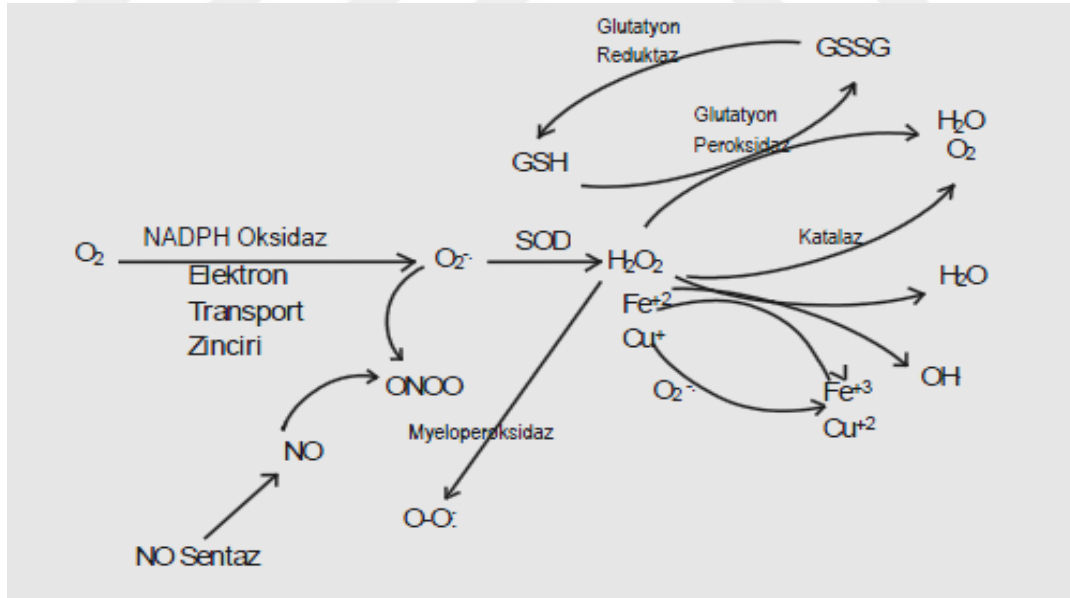 Glutatyon
Reduktaz
GSSG
Glutatyon
Peroksidaz
H₂O
O₂
GSH
O₂
NADPH Oksidaz
Elektron
Transport
Zinciri
O₂⁻·
SOD
H₂O₂
Katalaz
H₂O
Fe⁺²
Cu⁺
O₂⁻·
Fe⁺³
Cu⁺²
OH
ONOO
Myeloperoksidaz
NO
O-O:
NO Sentaz